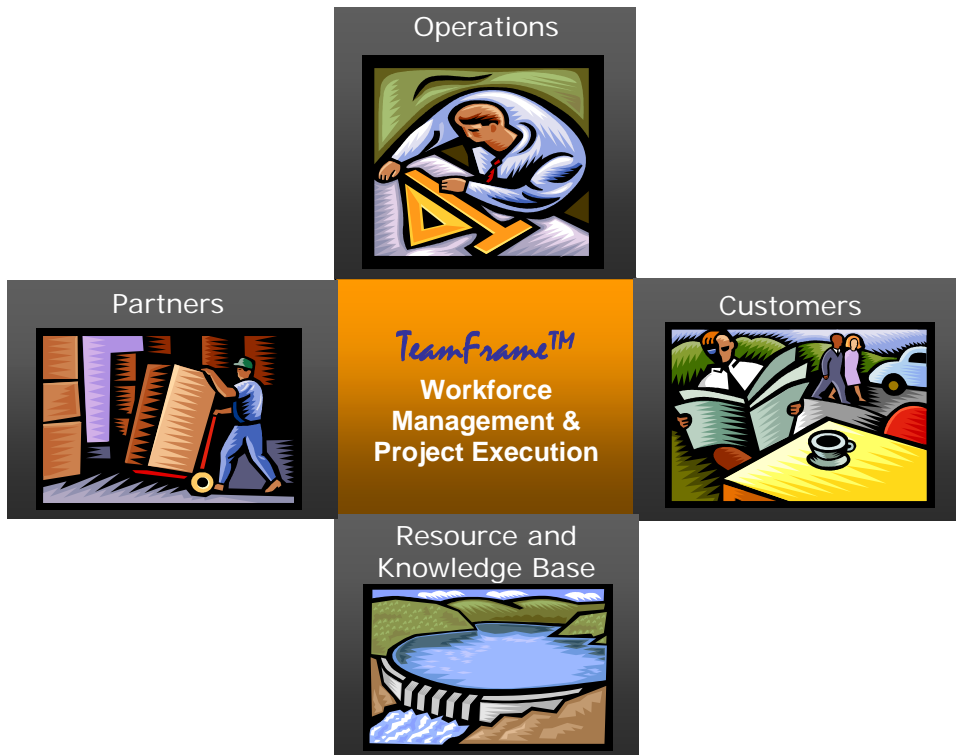 Operations
Partners
TeamFrame™
Workforce
Management &
Project Execution
Customers
Resource and
Knowledge Base